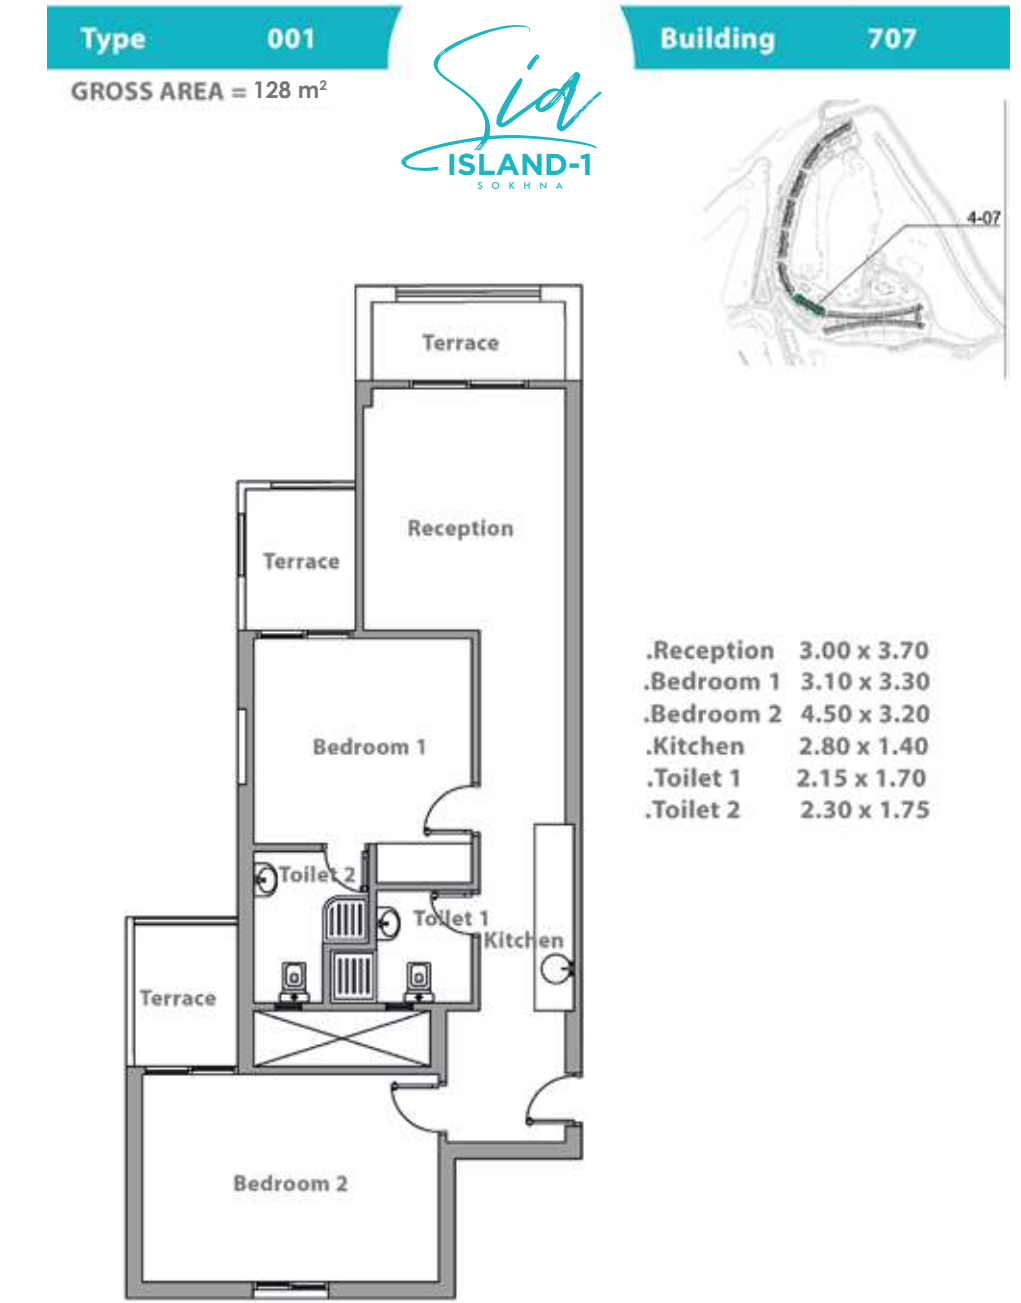 Type 001
Building 707
GROSS AREA = 128 m²
Sia
ISLAND-1
SOKHNA
4-07
Terrace
Reception
Terrace
.Reception 3.00 x 3.70
.Bedroom 1 3.10 x 3.30
.Bedroom 2 4.50 x 3.20
.Kitchen 2.80 x 1.40
.Toilet 1 2.15 x 1.70
.Toilet 2 2.30 x 1.75
Bedroom 1
Toilet 2
Toilet 1
Kitchen
Terrace
Bedroom 2